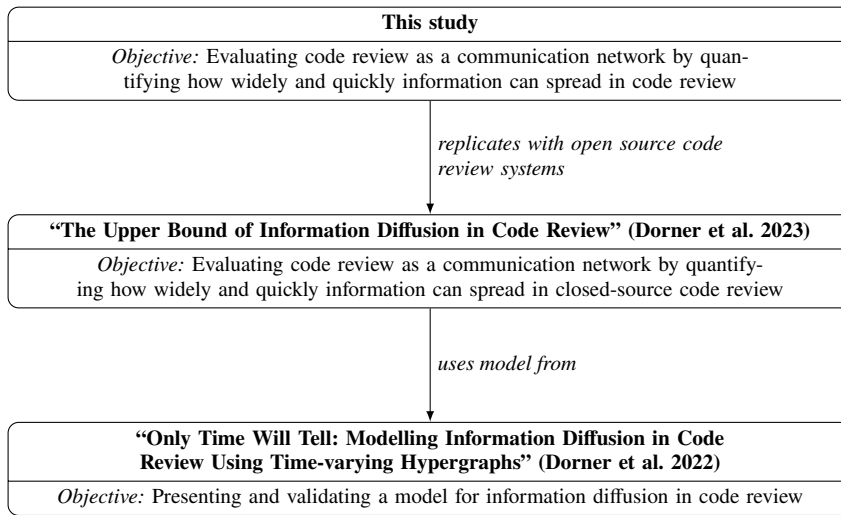 This study
Objective: Evaluating code review as a communication network by quan-
tifying how widely and quickly information can spread in code review
replicates with open source code
review systems
“The Upper Bound of Information Diffusion in Code Review” (Dorner et al. 2023)
Objective: Evaluating code review as a communication network by quantify-
ing how widely and quickly information can spread in closed-source code review
uses model from
“Only Time Will Tell: Modelling Information Diffusion in Code
Review Using Time-varying Hypergraphs” (Dorner et al. 2022)
Objective: Presenting and validating a model for information diffusion in code review